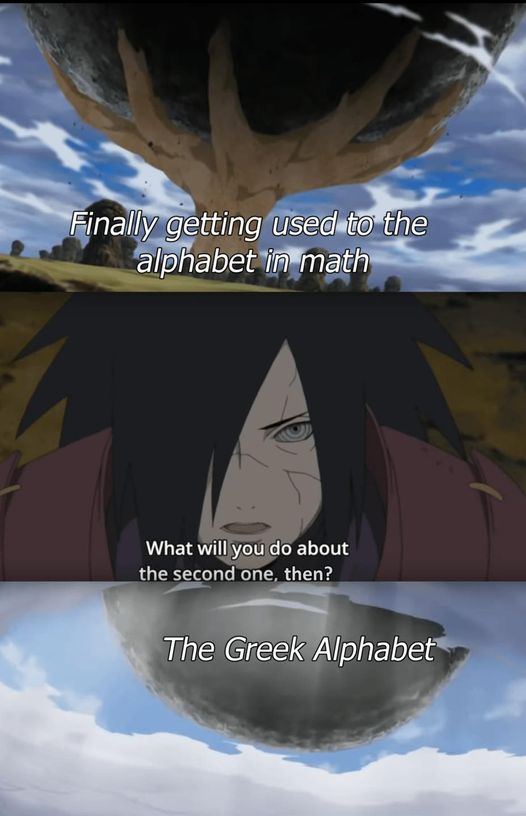 Finally getting used to the
alphabet in math
What will you do about
the second one, then?
The Greek Alphabet